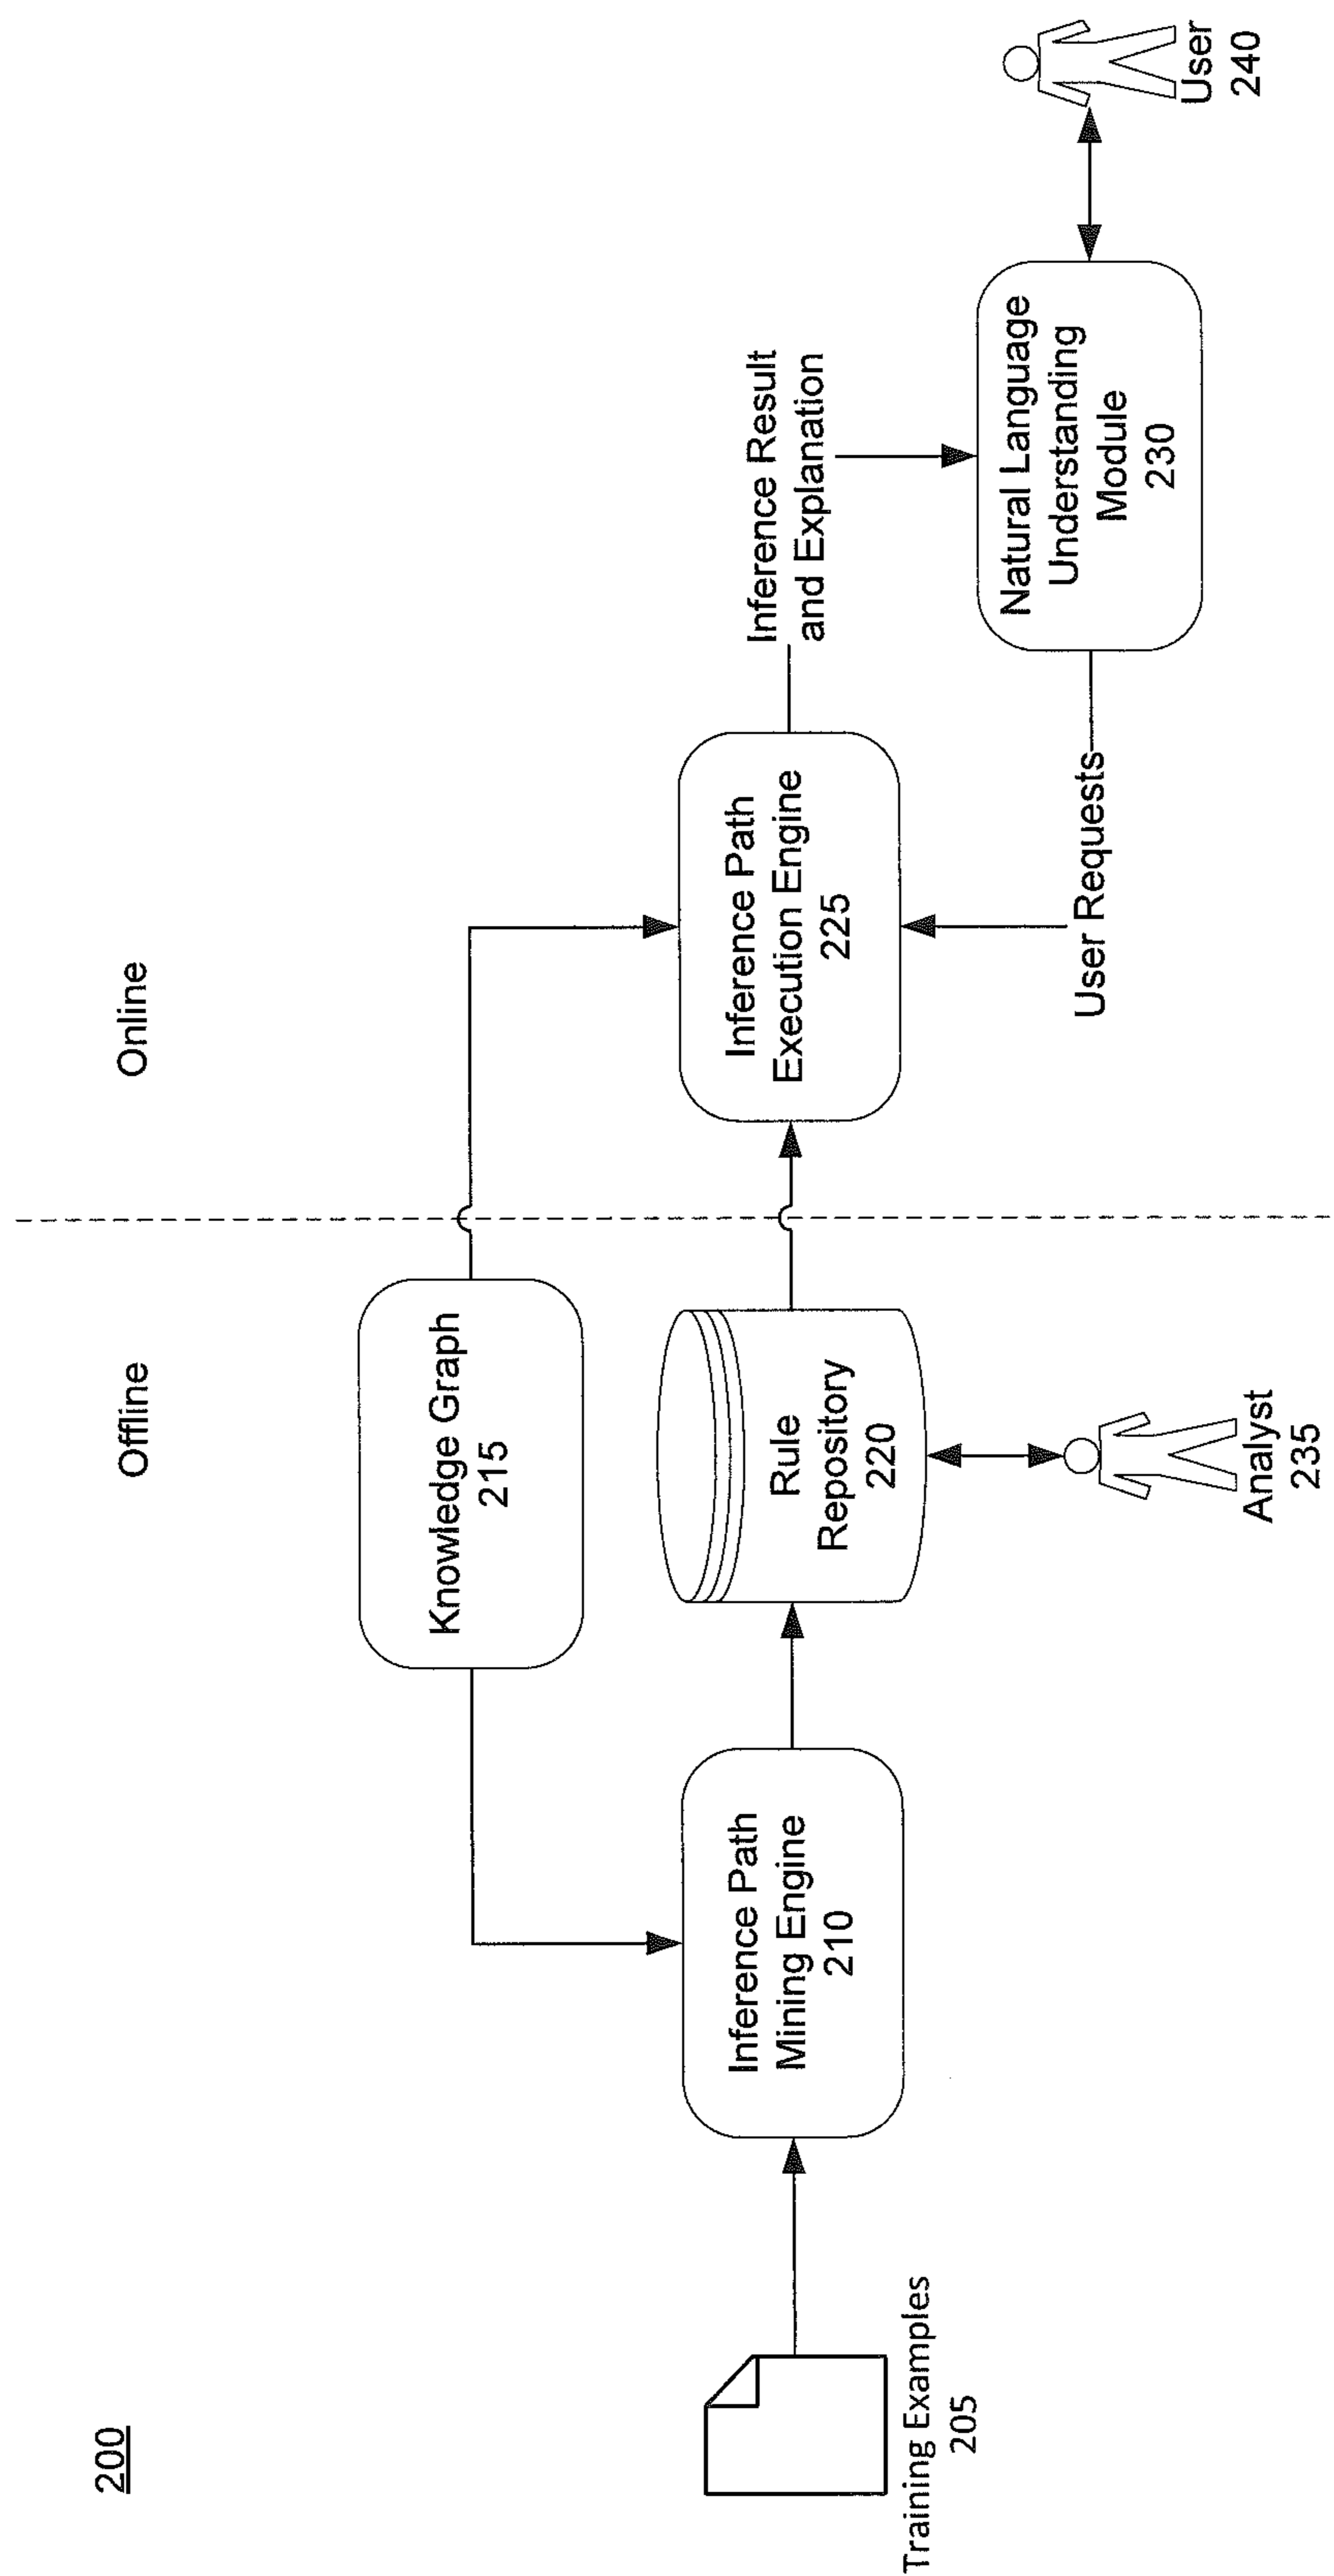 200
Offline
Online
Knowledge Graph
215
Training Examples
205
Inference Path
Mining Engine
210
Rule
Repository
220
Analyst
235
Inference Path
Execution Engine
225
Inference Result
and Explanation
User Requests
Natural Language
Understanding
Module
230
User
240